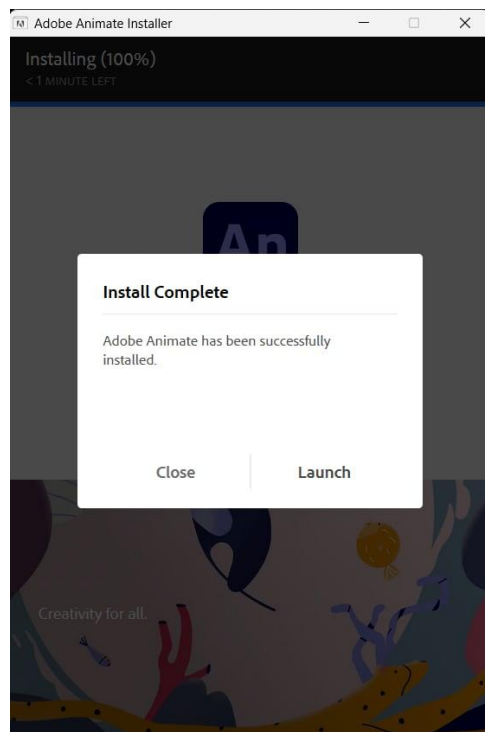 Adobe Animate Installer
Installing (100%)
< 1 MINUTE LEFT
An
Install Complete
Adobe Animate has been successfully
installed.
Close
Launch
Creativity for all.